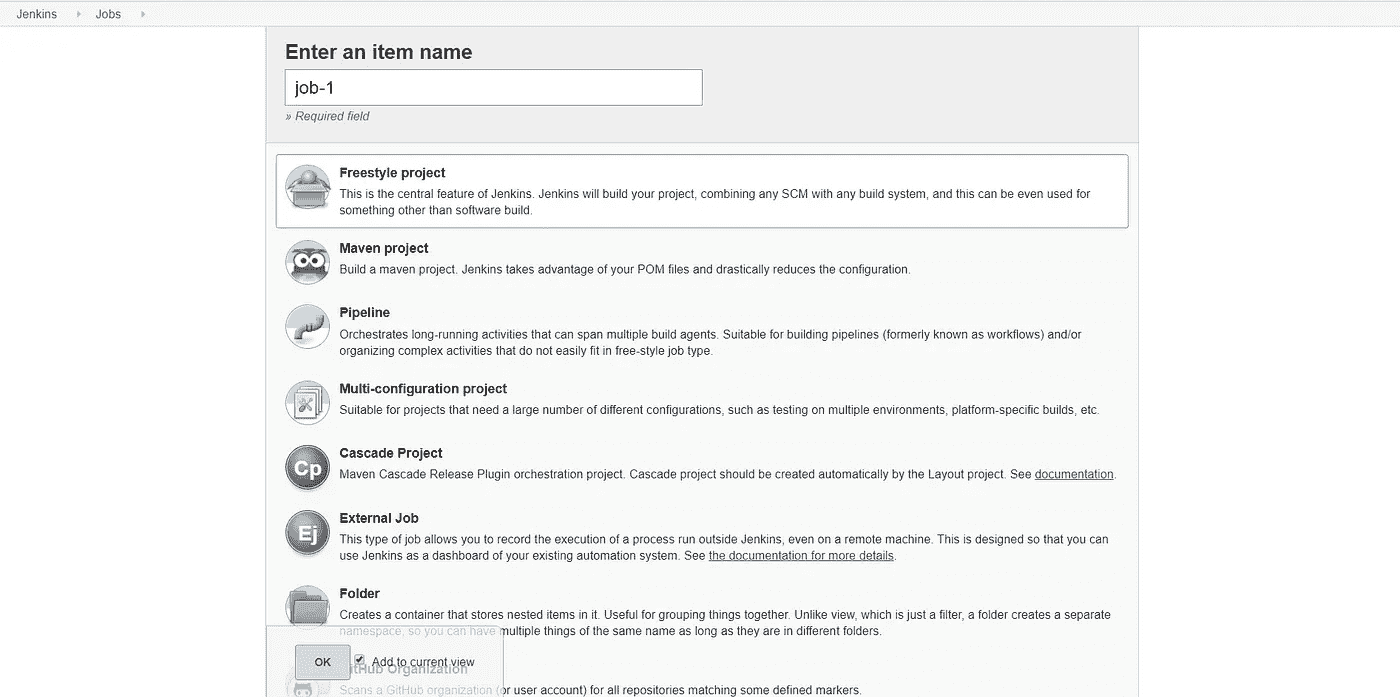 Jenkins Jobs
Enter an item name
job-1
» Required field
Freestyle project
This is the central feature of Jenkins. Jenkins will build your project, combining any SCM with any build system, and this can be even used for
something other than software build.
Maven project
Build a maven project. Jenkins takes advantage of your POM files and drastically reduces the configuration.
Pipeline
Orchestrates long-running activities that can span multiple build agents. Suitable for building pipelines (formerly known as workflows) and/or
organizing complex activities that do not easily fit in free-style job type.
Multi-configuration project
Suitable for projects that need a large number of different configurations, such as testing on multiple environments, platform-specific builds, etc.
Cp
Cascade Project
Maven Cascade Release Plugin orchestration project. Cascade project should be created automatically by the Layout project. See documentation.
Ej
External Job
This type of job allows you to record the execution of a process run outside Jenkins, even on a remote machine. This is designed so that you can
use Jenkins as a dashboard of your existing automation system. See the documentation for more details.
Folder
Creates a container that stores nested items in it. Useful for grouping things together. Unlike view, which is just a filter, a folder creates a separate
namespace, so you can have multiple things of the same name as long as they are in different folders.
OK Add to current view
itHub Organization
Scans a GitHub organization (or user account) for all repositories matching some defined markers.